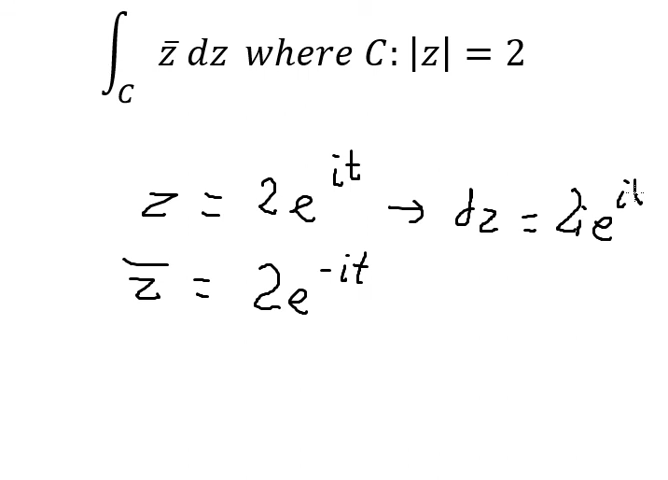 ∫_C z̄ dz where C: |z| = 2
z = 2e^{it} → dz = 2ie^{it}
z̄ = 2e^{-it}